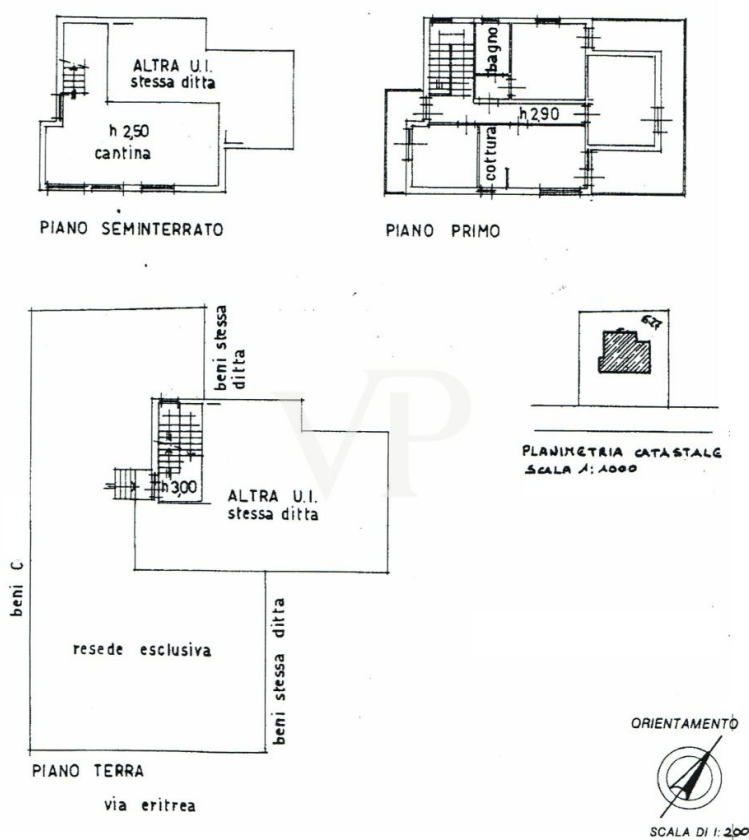 ALTRA U.I.
stessa ditta
h 2,50
cantina
PIANO SEMINTERRATO
bagno
h 2,90
cottura
PIANO PRIMO
beni stessa
ditta
h 3,00
ALTRA U.I.
stessa ditta
beni C
resede esclusiva
beni stessa ditta
PIANO TERRA
via eritrea
627
PLANIMETRIA CATASTALE
SCALA 1:1000
VP
ORIENTAMENTO
SCALA DI 1:200